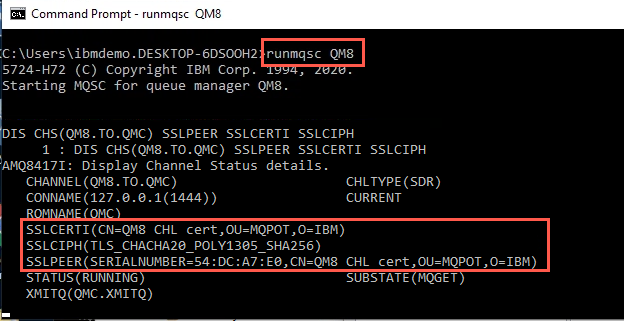 Command Prompt - runmqsc QM8
C:\Users\ibmdemo.DESKTOP-6DSOOH2>runmqsc QM8
5724-H72 (C) Copyright IBM Corp. 1994, 2020.
Starting MQSC for queue manager QM8.
DIS CHS(QM8.TO.QMC) SSLPEER SSLCERTI SSLCIPH
1 : DIS CHS(QM8.TO.QMC) SSLPEER SSLCERTI SSLCIPH
AMQ8417I: Display Channel Status details.
CHANNEL(QM8.TO.QMC) CHLTYPE(SDR)
CONNAME(127.0.0.1(1444)) CURRENT
RQMNAME(QMC)
SSLCERTI(CN=QM8 CHL cert,OU=MQPOT,O=IBM)
SSLCIPH(TLS_CHACHA20_POLY1305_SHA256)
SSLPEER(SERIALNUMBER=54:DC:A7:E0,CN=QM8 CHL cert,OU=MQPOT,O=IBM)
STATUS(RUNNING) SUBSTATE(MQGET)
XMITQ(QMC.XMITQ)